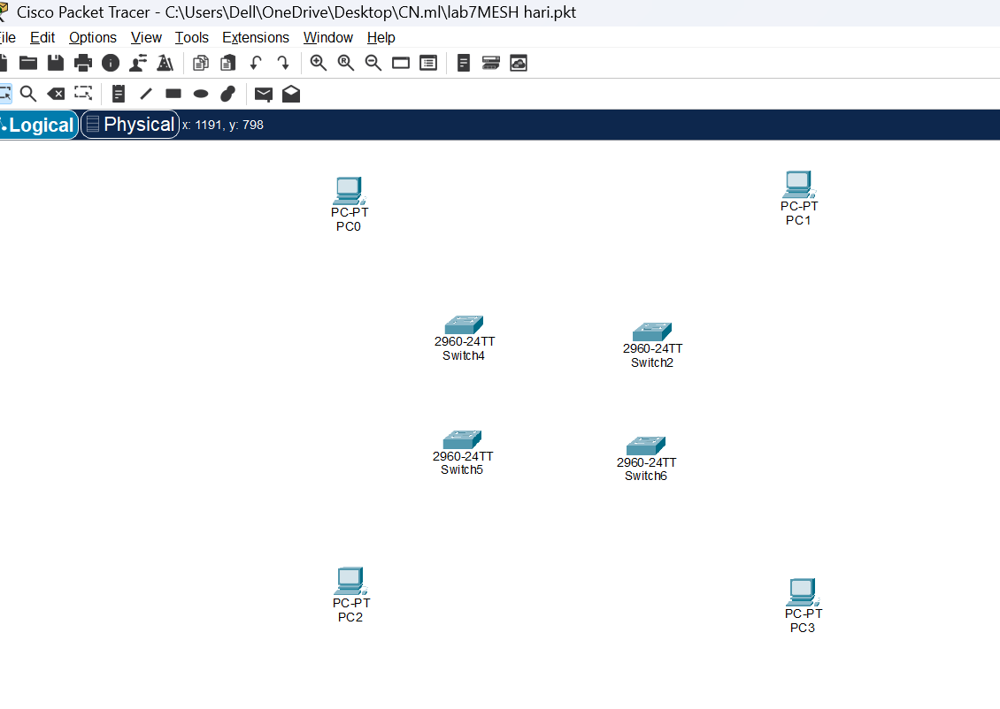 Cisco Packet Tracer - C:\Users\Dell\OneDrive\Desktop\CN.ml\lab7MESH hari.pkt
ile Edit Options View Tools Extensions Window Help
Logical Physical x: 1191, y: 798
PC-PT
PC0
PC-PT
PC1
2960-24TT
Switch4
2960-24TT
Switch2
2960-24TT
Switch5
2960-24TT
Switch6
PC-PT
PC2
PC-PT
PC3